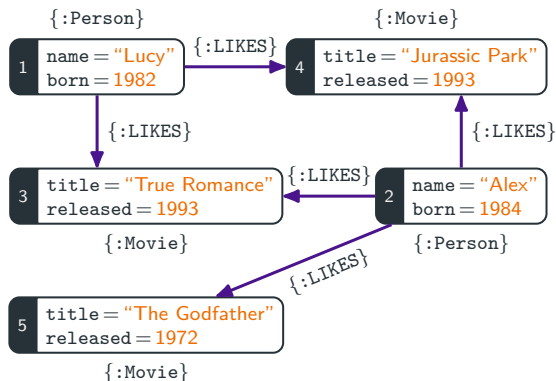 {:Person}
{:Movie}
1
name = “Lucy”
born = 1982
{:LIKES}
4
title = “Jurassic Park”
released = 1993
{:LIKES}
{:LIKES}
3
title = “True Romance”
released = 1993
{:Movie}
{:LIKES}
2
name = “Alex”
born = 1984
{:Person}
{:LIKES}
5
title = “The Godfather”
released = 1972
{:Movie}